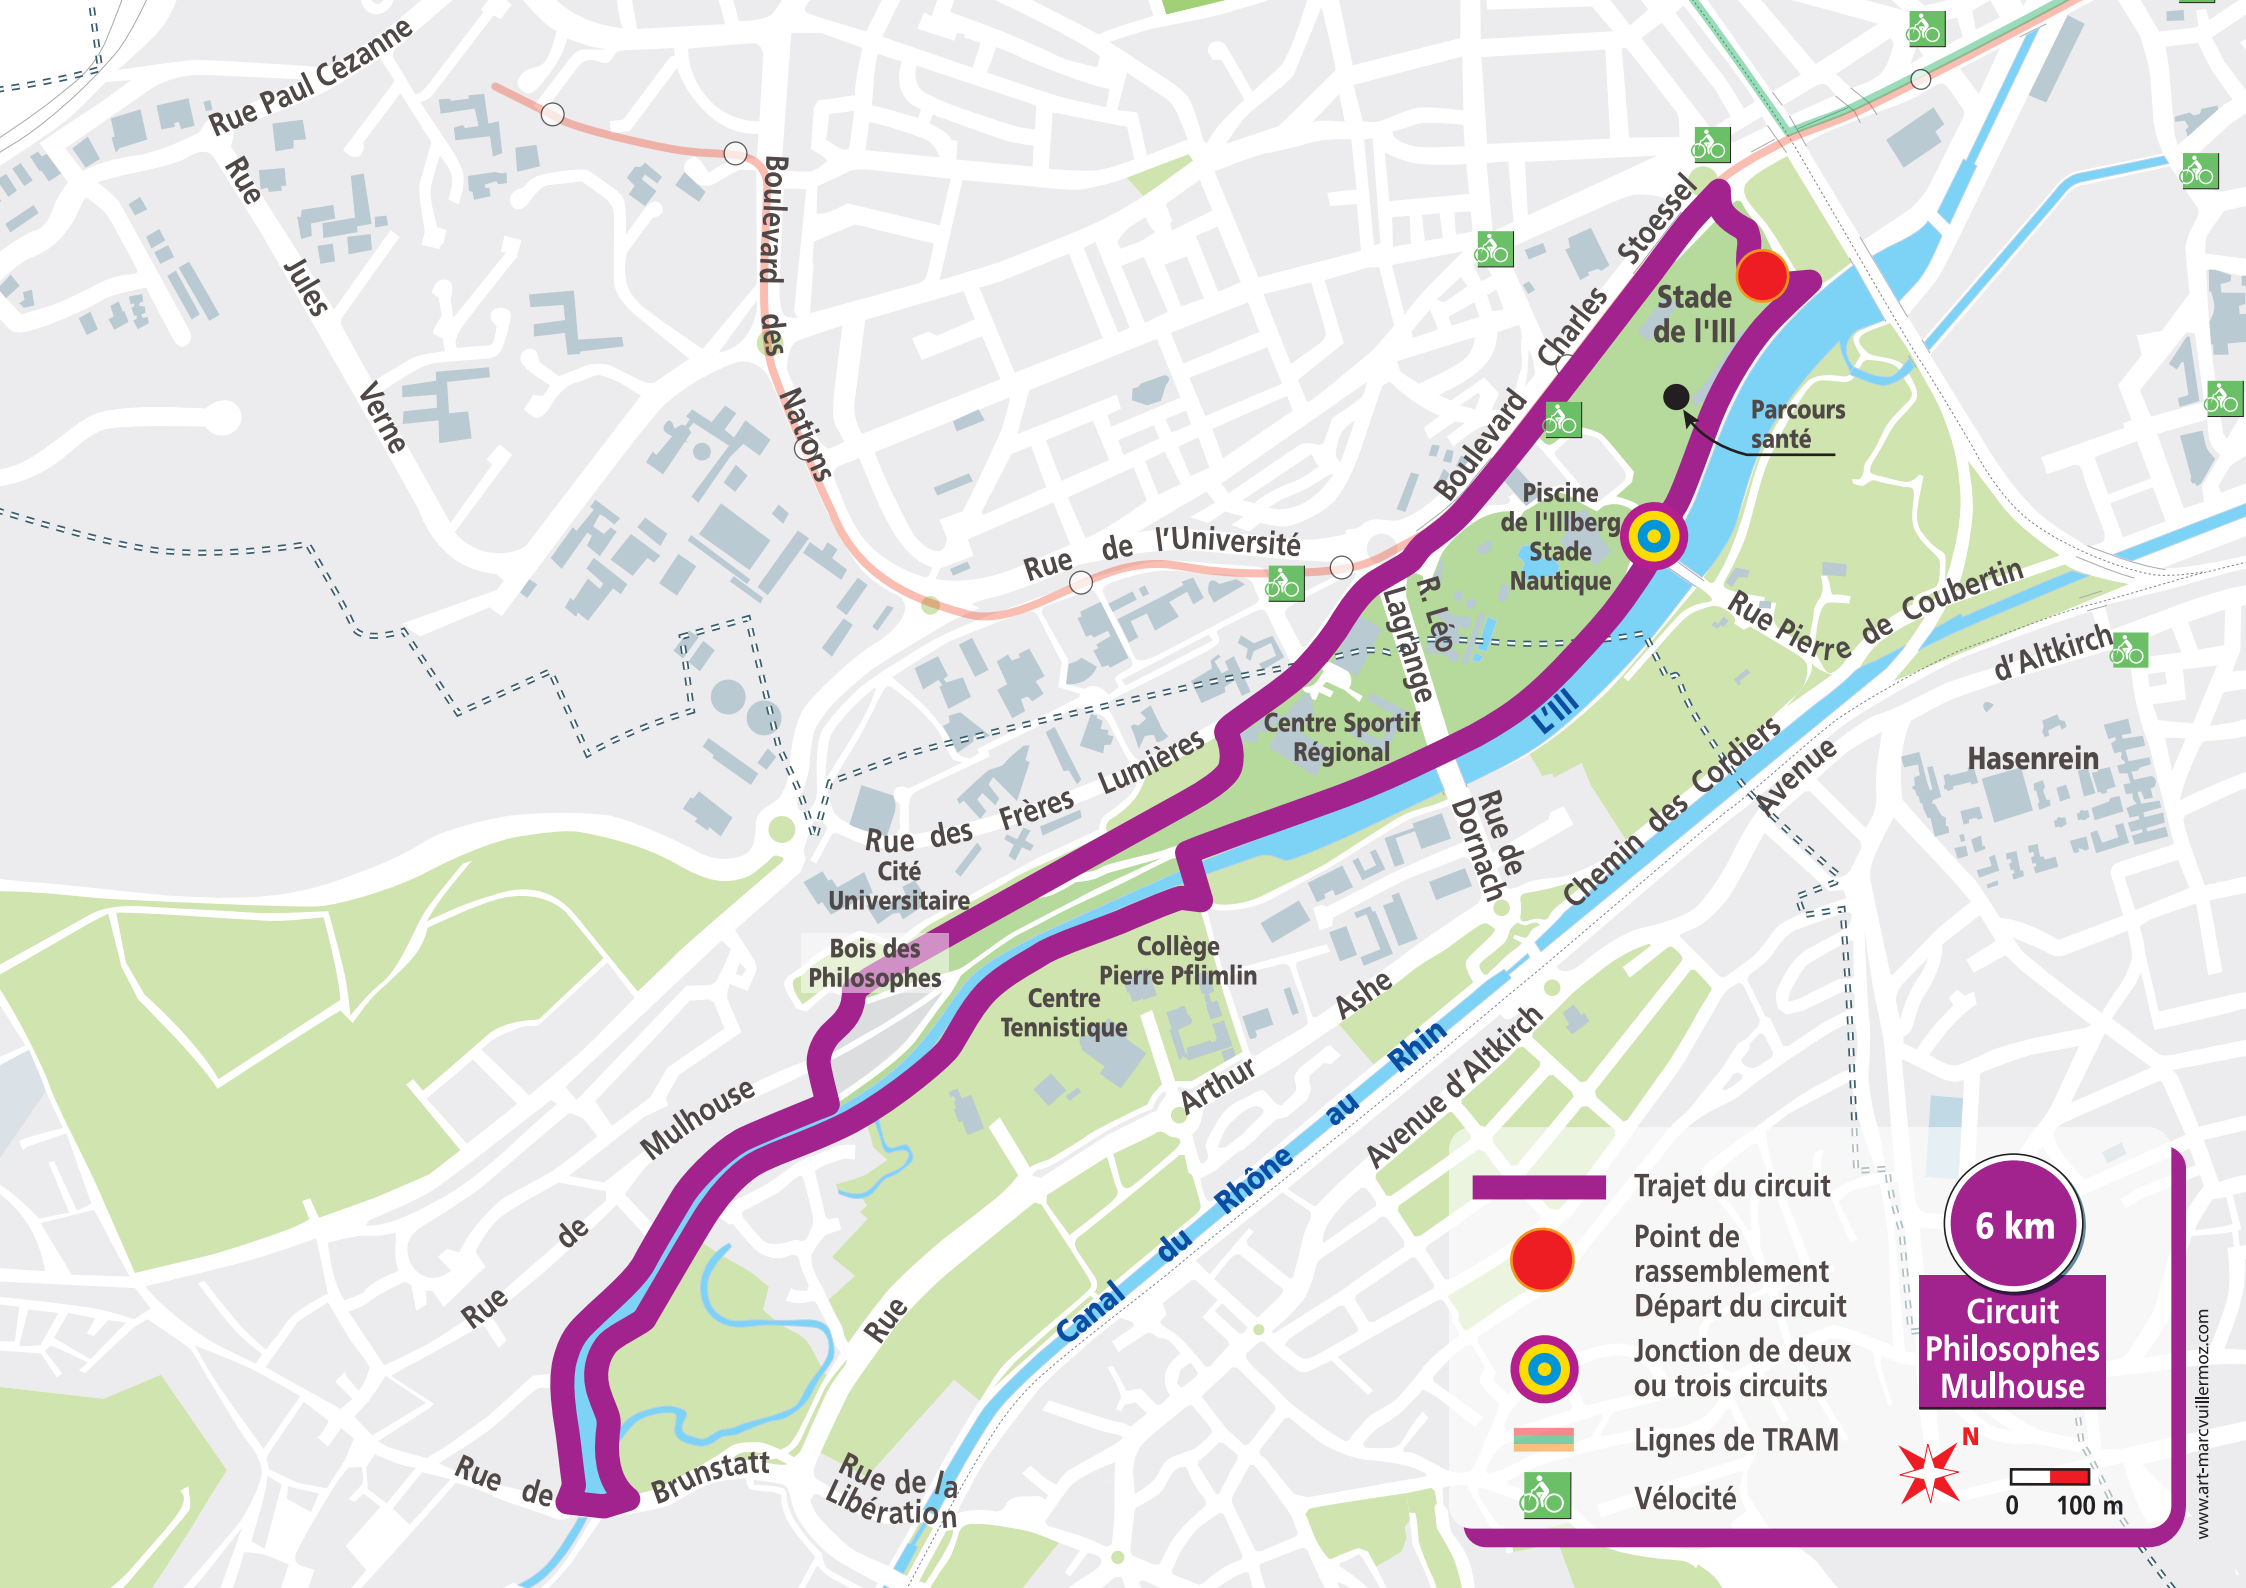 Rue Paul Cézanne
Rue
Jules
Verne
Boulevard des
Nations
Boulevard Charles Stoessel
Stade
de l'Ill
Parcours
santé
Piscine
de l'Illberg
Stade
Nautique
Rue de l'Université
R. Léo
Lagrange
Rue Pierre de Coubertin
d'Altkirch
L'Ill
Centre Sportif
Régional
Hasenrein
Rue des Frères Lumières
Cité
Universitaire
Chemin des Cordiers
Avenue
Rue de
Dornach
Bois des
Philosophes
Collège
Pierre Pflimlin
Centre
Tennistique
Rue Arthur Ashe
Avenue d'Altkirch
Canal du Rhône au Rhin
Rue de Mulhouse
Rue de Brunstatt
Rue de la
Libération
Trajet du circuit
Point de
rassemblement
Départ du circuit
Jonction de deux
ou trois circuits
Lignes de TRAM
Vélocité
6 km
Circuit
Philosophes
Mulhouse
N
0 100 m
www.art-marcvuillermoz.com